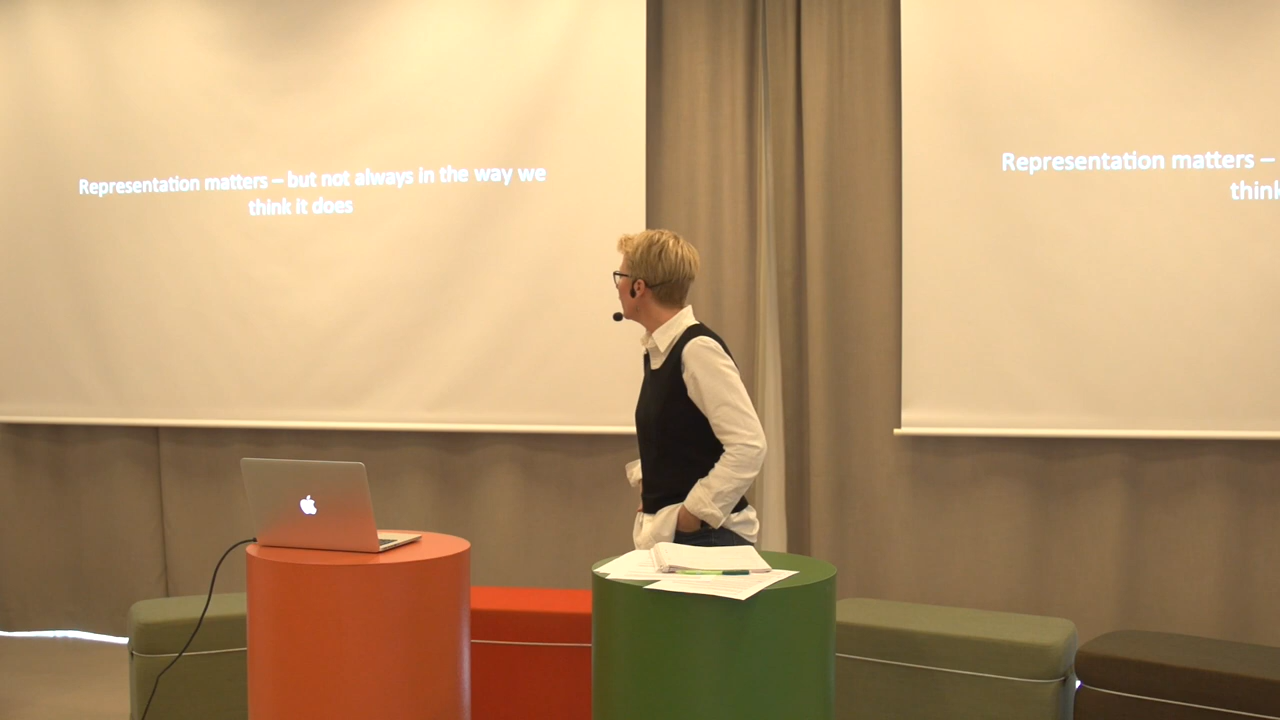 Representation matters – but not always in the way we
think it does
Representation matters –
think